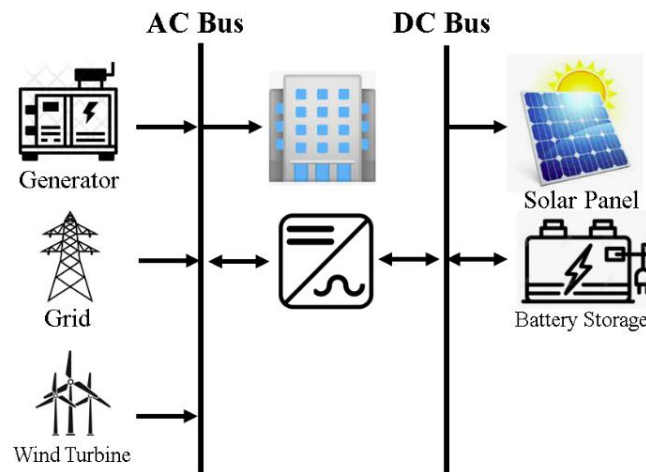 AC Bus
DC Bus
Generator
Solar Panel
Grid
Battery Storage
Wind Turbine